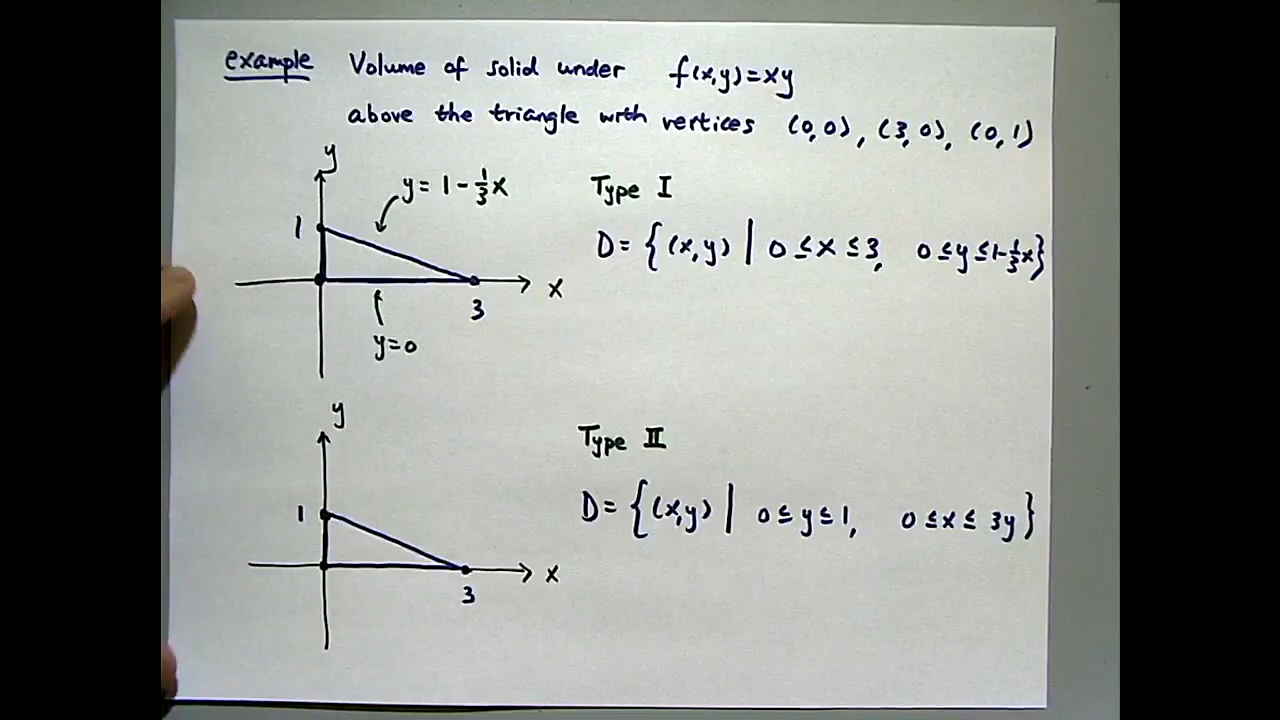 example Volume of solid under f(x,y)=xy
above the triangle with vertices (0,0), (3,0), (0,1)
y
y = 1 - 1/3 x
1
x
3
y=0
Type I
D = { (x,y) | 0 ≤ x ≤ 3, 0 ≤ y ≤ 1-1/3 x }
y
1
x
3
Type II
D = { (x,y) | 0 ≤ y ≤ 1, 0 ≤ x ≤ 3y }